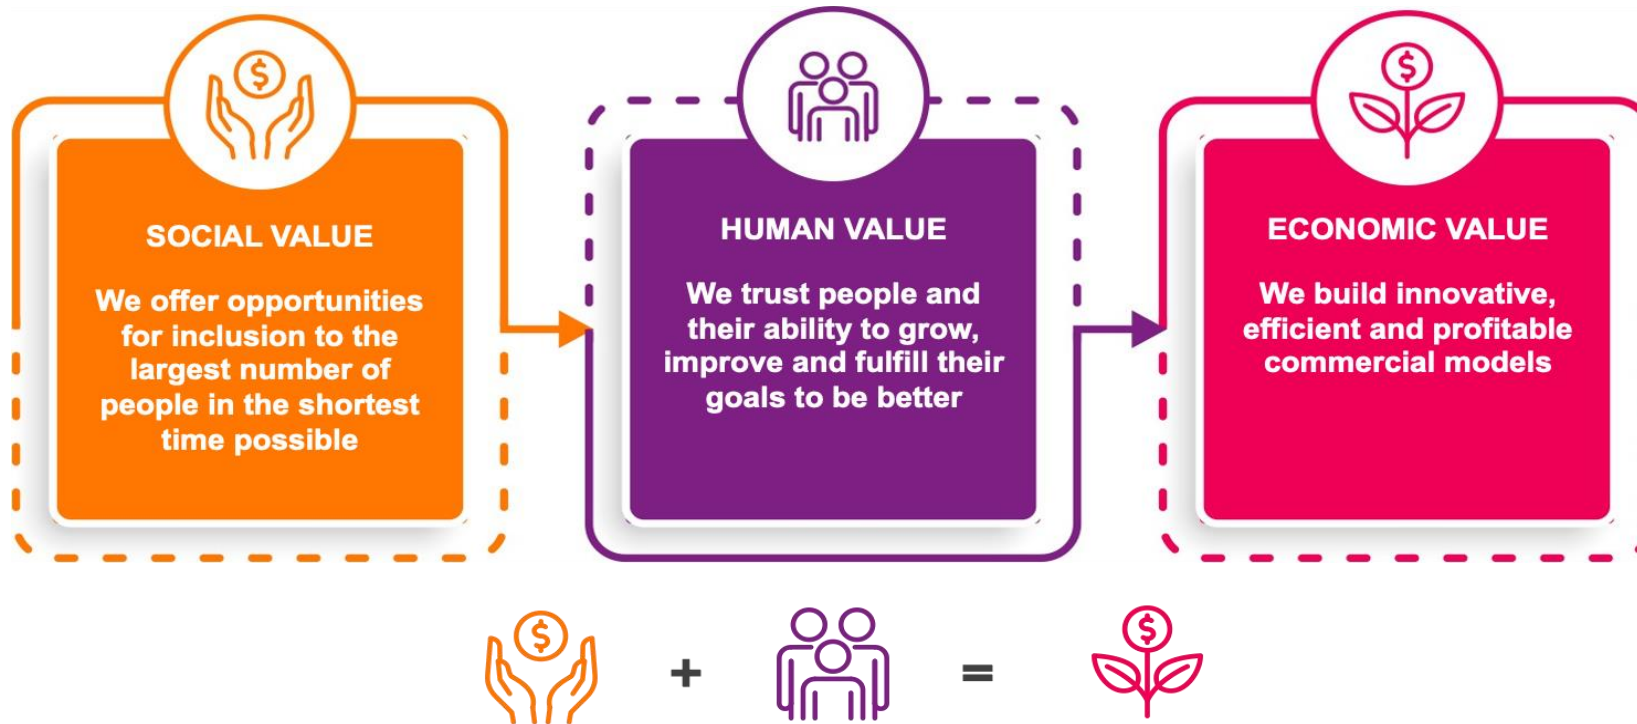 SOCIAL VALUE
We offer opportunities
for inclusion to the
largest number of
people in the shortest
time possible
HUMAN VALUE
We trust people and
their ability to grow,
improve and fulfill their
goals to be better
ECONOMIC VALUE
We build innovative,
efficient and profitable
commercial models
$
$
$
+ $ =
$